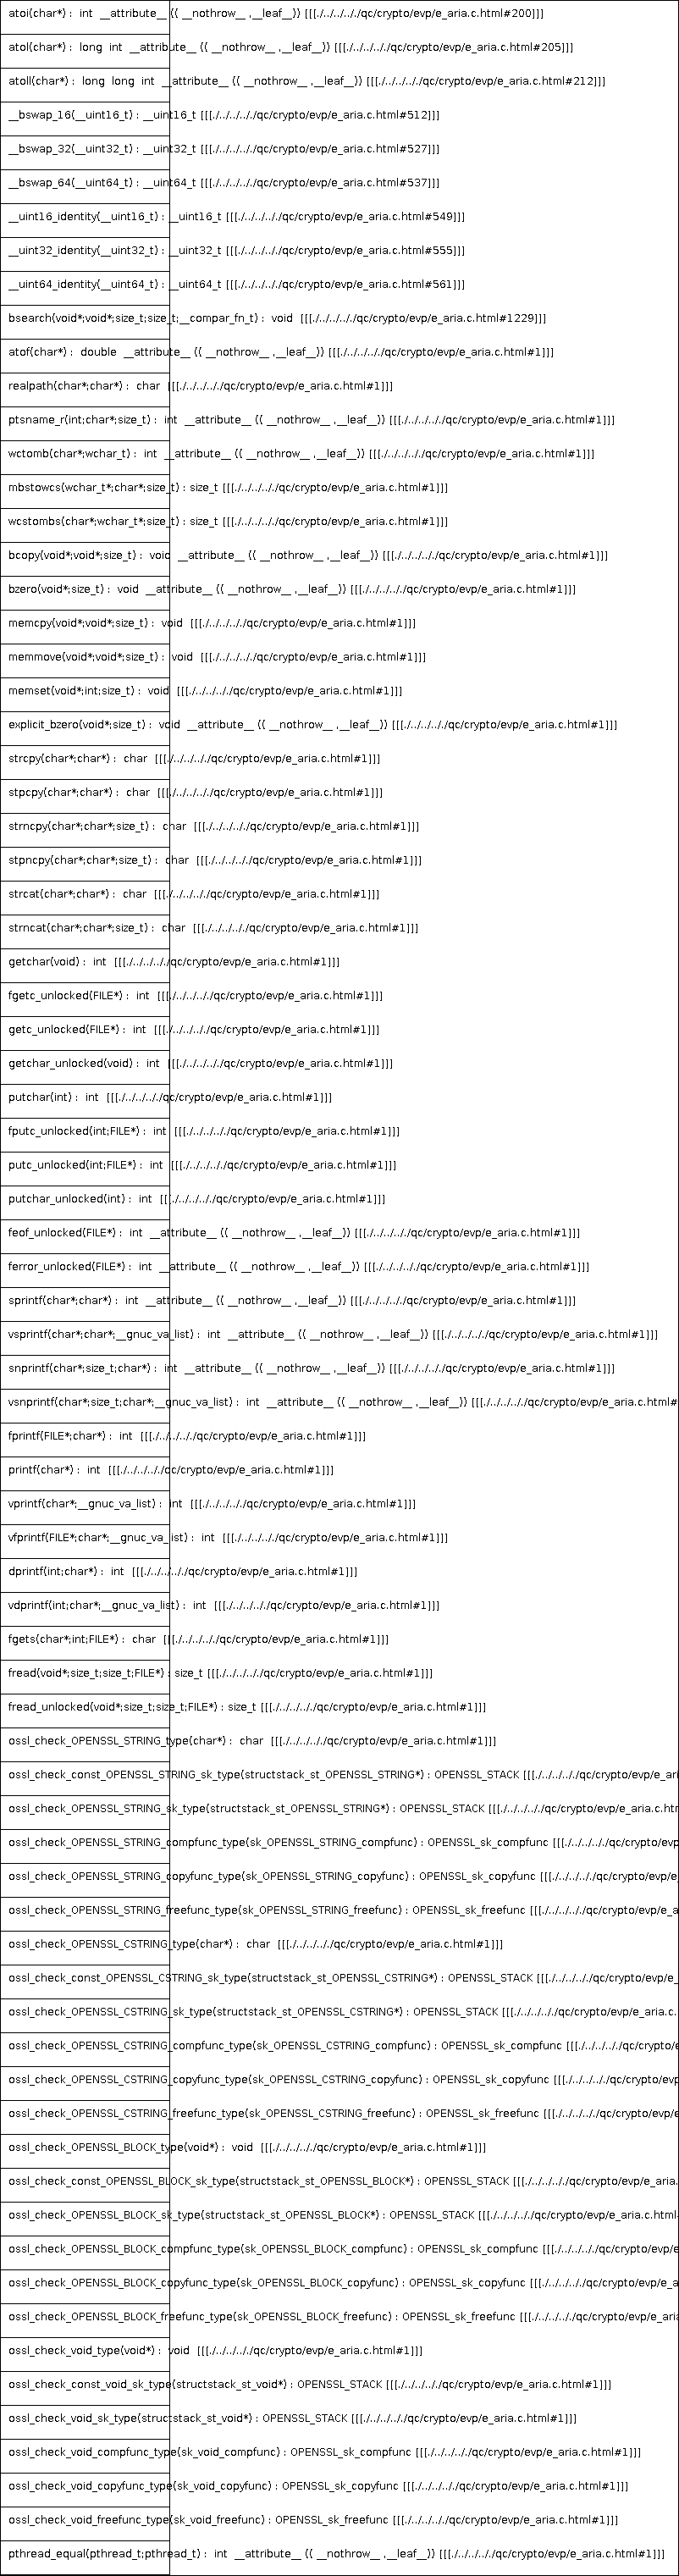 atoi(char*) :  int  __attribute__ (( __nothrow__ ,__leaf__)) [[[./../../../../qc/crypto/evp/e_aria.c.html#200]]]
atol(char*) :  long  int  __attribute__ (( __nothrow__ ,__leaf__)) [[[./../../../../qc/crypto/evp/e_aria.c.html#205]]]
atoll(char*) :  long  long  int  __attribute__ (( __nothrow__ ,__leaf__)) [[[./../../../../qc/crypto/evp/e_aria.c.html#212]]]
__bswap_16(__uint16_t) : __uint16_t [[[./../../../../qc/crypto/evp/e_aria.c.html#512]]]
__bswap_32(__uint32_t) : __uint32_t [[[./../../../../qc/crypto/evp/e_aria.c.html#527]]]
__bswap_64(__uint64_t) : __uint64_t [[[./../../../../qc/crypto/evp/e_aria.c.html#537]]]
__uint16_identity(__uint16_t) : __uint16_t [[[./../../../../qc/crypto/evp/e_aria.c.html#549]]]
__uint32_identity(__uint32_t) : __uint32_t [[[./../../../../qc/crypto/evp/e_aria.c.html#555]]]
__uint64_identity(__uint64_t) : __uint64_t [[[./../../../../qc/crypto/evp/e_aria.c.html#561]]]
bsearch(void*;void*;size_t;size_t;__compar_fn_t) :  void  [[[./../../../../qc/crypto/evp/e_aria.c.html#1229]]]
atof(char*) :  double  __attribute__ (( __nothrow__ ,__leaf__)) [[[./../../../../qc/crypto/evp/e_aria.c.html#1]]]
realpath(char*;char*) :  char  [[[./../../../../qc/crypto/evp/e_aria.c.html#1]]]
ptsname_r(int;char*;size_t) :  int  __attribute__ (( __nothrow__ ,__leaf__)) [[[./../../../../qc/crypto/evp/e_aria.c.html#1]]]
wctomb(char*;wchar_t) :  int  __attribute__ (( __nothrow__ ,__leaf__)) [[[./../../../../qc/crypto/evp/e_aria.c.html#1]]]
mbstowcs(wchar_t*;char*;size_t) : size_t [[[./../../../../qc/crypto/evp/e_aria.c.html#1]]]
wcstombs(char*;wchar_t*;size_t) : size_t [[[./../../../../qc/crypto/evp/e_aria.c.html#1]]]
bcopy(void*;void*;size_t) :  void  __attribute__ (( __nothrow__ ,__leaf__)) [[[./../../../../qc/crypto/evp/e_aria.c.html#1]]]
bzero(void*;size_t) :  void  __attribute__ (( __nothrow__ ,__leaf__)) [[[./../../../../qc/crypto/evp/e_aria.c.html#1]]]
memcpy(void*;void*;size_t) :  void  [[[./../../../../qc/crypto/evp/e_aria.c.html#1]]]
memmove(void*;void*;size_t) :  void  [[[./../../../../qc/crypto/evp/e_aria.c.html#1]]]
memset(void*;int;size_t) :  void  [[[./../../../../qc/crypto/evp/e_aria.c.html#1]]]
explicit_bzero(void*;size_t) :  void  __attribute__ (( __nothrow__ ,__leaf__)) [[[./../../../../qc/crypto/evp/e_aria.c.html#1]]]
strcpy(char*;char*) :  char  [[[./../../../../qc/crypto/evp/e_aria.c.html#1]]]
stpcpy(char*;char*) :  char  [[[./../../../../qc/crypto/evp/e_aria.c.html#1]]]
strncpy(char*;char*;size_t) :  char  [[[./../../../../qc/crypto/evp/e_aria.c.html#1]]]
stpncpy(char*;char*;size_t) :  char  [[[./../../../../qc/crypto/evp/e_aria.c.html#1]]]
strcat(char*;char*) :  char  [[[./../../../../qc/crypto/evp/e_aria.c.html#1]]]
strncat(char*;char*;size_t) :  char  [[[./../../../../qc/crypto/evp/e_aria.c.html#1]]]
getchar(void) :  int  [[[./../../../../qc/crypto/evp/e_aria.c.html#1]]]
fgetc_unlocked(FILE*) :  int  [[[./../../../../qc/crypto/evp/e_aria.c.html#1]]]
getc_unlocked(FILE*) :  int  [[[./../../../../qc/crypto/evp/e_aria.c.html#1]]]
getchar_unlocked(void) :  int  [[[./../../../../qc/crypto/evp/e_aria.c.html#1]]]
putchar(int) :  int  [[[./../../../../qc/crypto/evp/e_aria.c.html#1]]]
fputc_unlocked(int;FILE*) :  int  [[[./../../../../qc/crypto/evp/e_aria.c.html#1]]]
putc_unlocked(int;FILE*) :  int  [[[./../../../../qc/crypto/evp/e_aria.c.html#1]]]
putchar_unlocked(int) :  int  [[[./../../../../qc/crypto/evp/e_aria.c.html#1]]]
feof_unlocked(FILE*) :  int  __attribute__ (( __nothrow__ ,__leaf__)) [[[./../../../../qc/crypto/evp/e_aria.c.html#1]]]
ferror_unlocked(FILE*) :  int  __attribute__ (( __nothrow__ ,__leaf__)) [[[./../../../../qc/crypto/evp/e_aria.c.html#1]]]
sprintf(char*;char*) :  int  __attribute__ (( __nothrow__ ,__leaf__)) [[[./../../../../qc/crypto/evp/e_aria.c.html#1]]]
vsprintf(char*;char*;__gnuc_va_list) :  int  __attribute__ (( __nothrow__ ,__leaf__)) [[[./../../../../qc/crypto/evp/e_aria.c.html#1]]]
snprintf(char*;size_t;char*) :  int  __attribute__ (( __nothrow__ ,__leaf__)) [[[./../../../../qc/crypto/evp/e_aria.c.html#1]]]
vsnprintf(char*;size_t;char*;__gnuc_va_list) :  int  __attribute__ (( __nothrow__ ,__leaf__)) [[[./../../../../qc/crypto/evp/e_aria.c.html#
fprintf(FILE*;char*) :  int  [[[./../../../../qc/crypto/evp/e_aria.c.html#1]]]
printf(char*) :  int  [[[./../../../../qc/crypto/evp/e_aria.c.html#1]]]
vprintf(char*;__gnuc_va_list) :  int  [[[./../../../../qc/crypto/evp/e_aria.c.html#1]]]
vfprintf(FILE*;char*;__gnuc_va_list) :  int  [[[./../../../../qc/crypto/evp/e_aria.c.html#1]]]
dprintf(int;char*) :  int  [[[./../../../../qc/crypto/evp/e_aria.c.html#1]]]
vdprintf(int;char*;__gnuc_va_list) :  int  [[[./../../../../qc/crypto/evp/e_aria.c.html#1]]]
fgets(char*;int;FILE*) :  char  [[[./../../../../qc/crypto/evp/e_aria.c.html#1]]]
fread(void*;size_t;size_t;FILE*) : size_t [[[./../../../../qc/crypto/evp/e_aria.c.html#1]]]
fread_unlocked(void*;size_t;size_t;FILE*) : size_t [[[./../../../../qc/crypto/evp/e_aria.c.html#1]]]
ossl_check_OPENSSL_STRING_type(char*) :  char  [[[./../../../../qc/crypto/evp/e_aria.c.html#1]]]
ossl_check_const_OPENSSL_STRING_sk_type(structstack_st_OPENSSL_STRING*) : OPENSSL_STACK [[[./../../../../qc/crypto/evp/e_ari
ossl_check_OPENSSL_STRING_sk_type(structstack_st_OPENSSL_STRING*) : OPENSSL_STACK [[[./../../../../qc/crypto/evp/e_aria.c.htm
ossl_check_OPENSSL_STRING_compfunc_type(sk_OPENSSL_STRING_compfunc) : OPENSSL_sk_compfunc [[[./../../../../qc/crypto/evp
ossl_check_OPENSSL_STRING_copyfunc_type(sk_OPENSSL_STRING_copyfunc) : OPENSSL_sk_copyfunc [[[./../../../../qc/crypto/evp/e_
ossl_check_OPENSSL_STRING_freefunc_type(sk_OPENSSL_STRING_freefunc) : OPENSSL_sk_freefunc [[[./../../../../qc/crypto/evp/e_a
ossl_check_OPENSSL_CSTRING_type(char*) :  char  [[[./../../../../qc/crypto/evp/e_aria.c.html#1]]]
ossl_check_const_OPENSSL_CSTRING_sk_type(structstack_st_OPENSSL_CSTRING*) : OPENSSL_STACK [[[./../../../../qc/crypto/evp/e_
ossl_check_OPENSSL_CSTRING_sk_type(structstack_st_OPENSSL_CSTRING*) : OPENSSL_STACK [[[./../../../../qc/crypto/evp/e_aria.c.
ossl_check_OPENSSL_CSTRING_compfunc_type(sk_OPENSSL_CSTRING_compfunc) : OPENSSL_sk_compfunc [[[./../../../../qc/crypto/e
ossl_check_OPENSSL_CSTRING_copyfunc_type(sk_OPENSSL_CSTRING_copyfunc) : OPENSSL_sk_copyfunc [[[./../../../../qc/crypto/evp
ossl_check_OPENSSL_CSTRING_freefunc_type(sk_OPENSSL_CSTRING_freefunc) : OPENSSL_sk_freefunc [[[./../../../../qc/crypto/evp/e
ossl_check_OPENSSL_BLOCK_type(void*) :  void  [[[./../../../../qc/crypto/evp/e_aria.c.html#1]]]
ossl_check_const_OPENSSL_BLOCK_sk_type(structstack_st_OPENSSL_BLOCK*) : OPENSSL_STACK [[[./../../../../qc/crypto/evp/e_aria.
ossl_check_OPENSSL_BLOCK_sk_type(structstack_st_OPENSSL_BLOCK*) : OPENSSL_STACK [[[./../../../../qc/crypto/evp/e_aria.c.html
ossl_check_OPENSSL_BLOCK_compfunc_type(sk_OPENSSL_BLOCK_compfunc) : OPENSSL_sk_compfunc [[[./../../../../qc/crypto/evp/e
ossl_check_OPENSSL_BLOCK_copyfunc_type(sk_OPENSSL_BLOCK_copyfunc) : OPENSSL_sk_copyfunc [[[./../../../../qc/crypto/evp/e_a
ossl_check_OPENSSL_BLOCK_freefunc_type(sk_OPENSSL_BLOCK_freefunc) : OPENSSL_sk_freefunc [[[./../../../../qc/crypto/evp/e_aria
ossl_check_void_type(void*) :  void  [[[./../../../../qc/crypto/evp/e_aria.c.html#1]]]
ossl_check_const_void_sk_type(structstack_st_void*) : OPENSSL_STACK [[[./../../../../qc/crypto/evp/e_aria.c.html#1]]]
ossl_check_void_sk_type(structstack_st_void*) : OPENSSL_STACK [[[./../../../../qc/crypto/evp/e_aria.c.html#1]]]
ossl_check_void_compfunc_type(sk_void_compfunc) : OPENSSL_sk_compfunc [[[./../../../../qc/crypto/evp/e_aria.c.html#1]]]
ossl_check_void_copyfunc_type(sk_void_copyfunc) : OPENSSL_sk_copyfunc [[[./../../../../qc/crypto/evp/e_aria.c.html#1]]]
ossl_check_void_freefunc_type(sk_void_freefunc) : OPENSSL_sk_freefunc [[[./../../../../qc/crypto/evp/e_aria.c.html#1]]]
pthread_equal(pthread_t;pthread_t) :  int  __attribute__ (( __nothrow__ ,__leaf__)) [[[./../../../../qc/crypto/evp/e_aria.c.html#1]]]